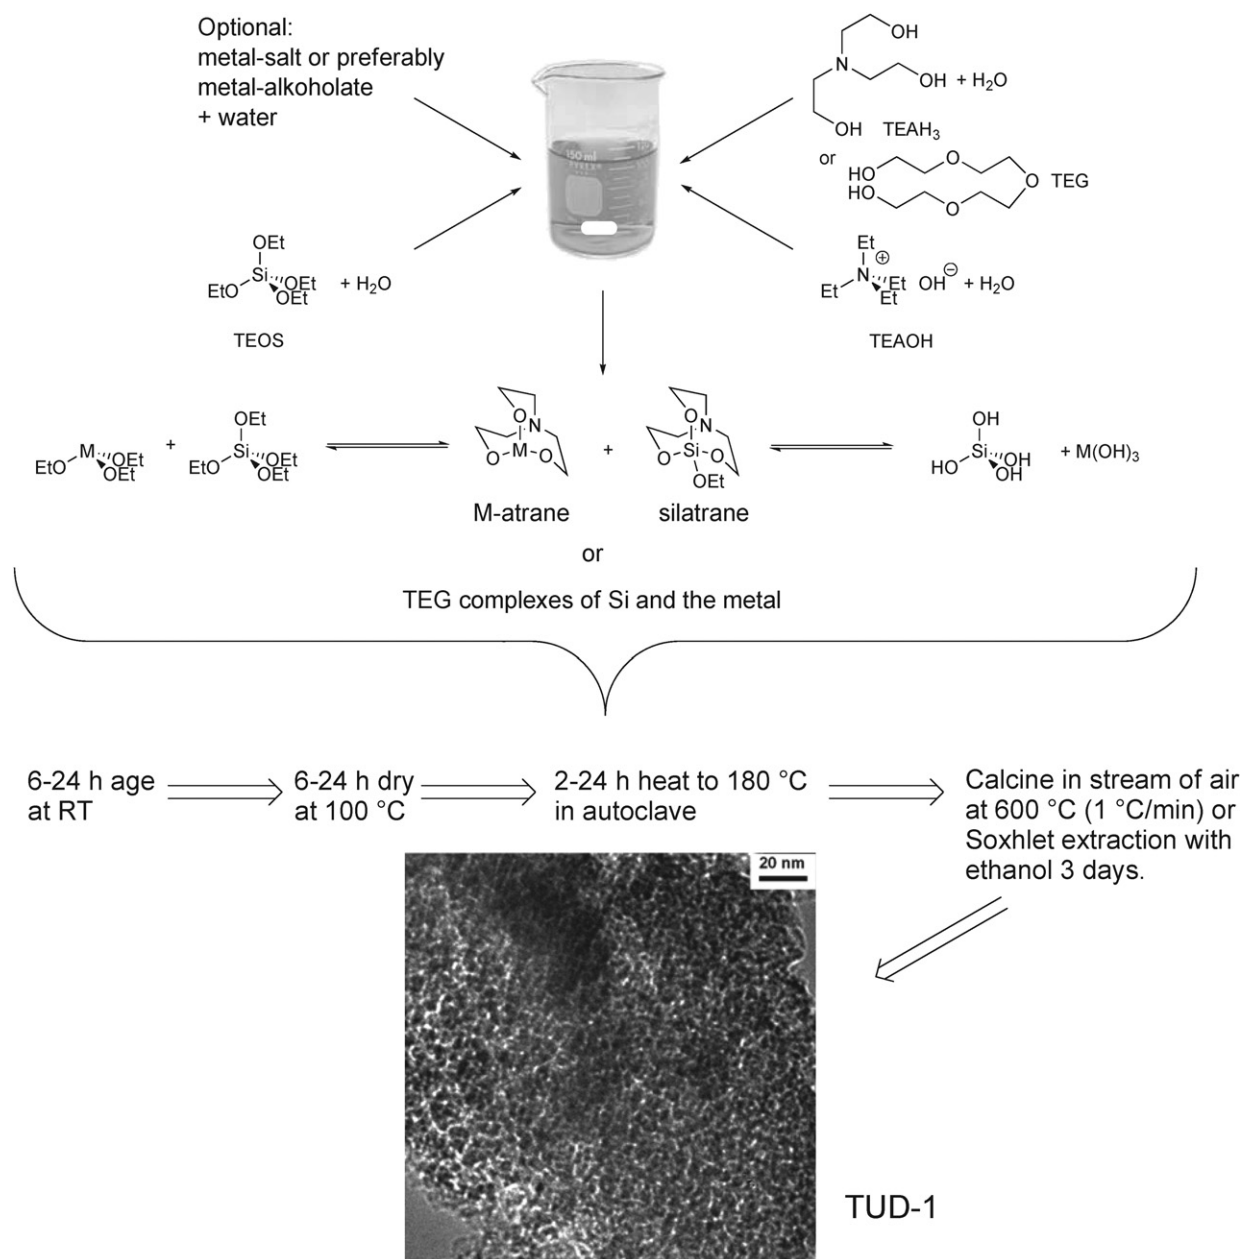 Optional:
metal-salt or preferably
metal-alkoholate
+ water
OH
N
OH + H₂O
OH
TEAH₃
or
HO
HO
O
O
O
TEG
150 ml
OEt
Si
EtO
OEt
OEt
+ H₂O
TEOS
Et
⊕
N
Et
Et
Et
OH⊖ + H₂O
TEAOH
EtO
M
OEt
OEt
+
OEt
EtO
Si
OEt
OEt
O
N
O
M
O
+
O
N
O
Si
O
OEt
OH
HO
Si
OH
OH
+ M(OH)₃
M-atrane
silatrane
or
TEG complexes of Si and the metal
6-24 h age
at RT
6-24 h dry
at 100 °C
2-24 h heat to 180 °C
in autoclave
Calcine in stream of air
at 600 °C (1 °C/min) or
Soxhlet extraction with
ethanol 3 days.
20 nm
TUD-1